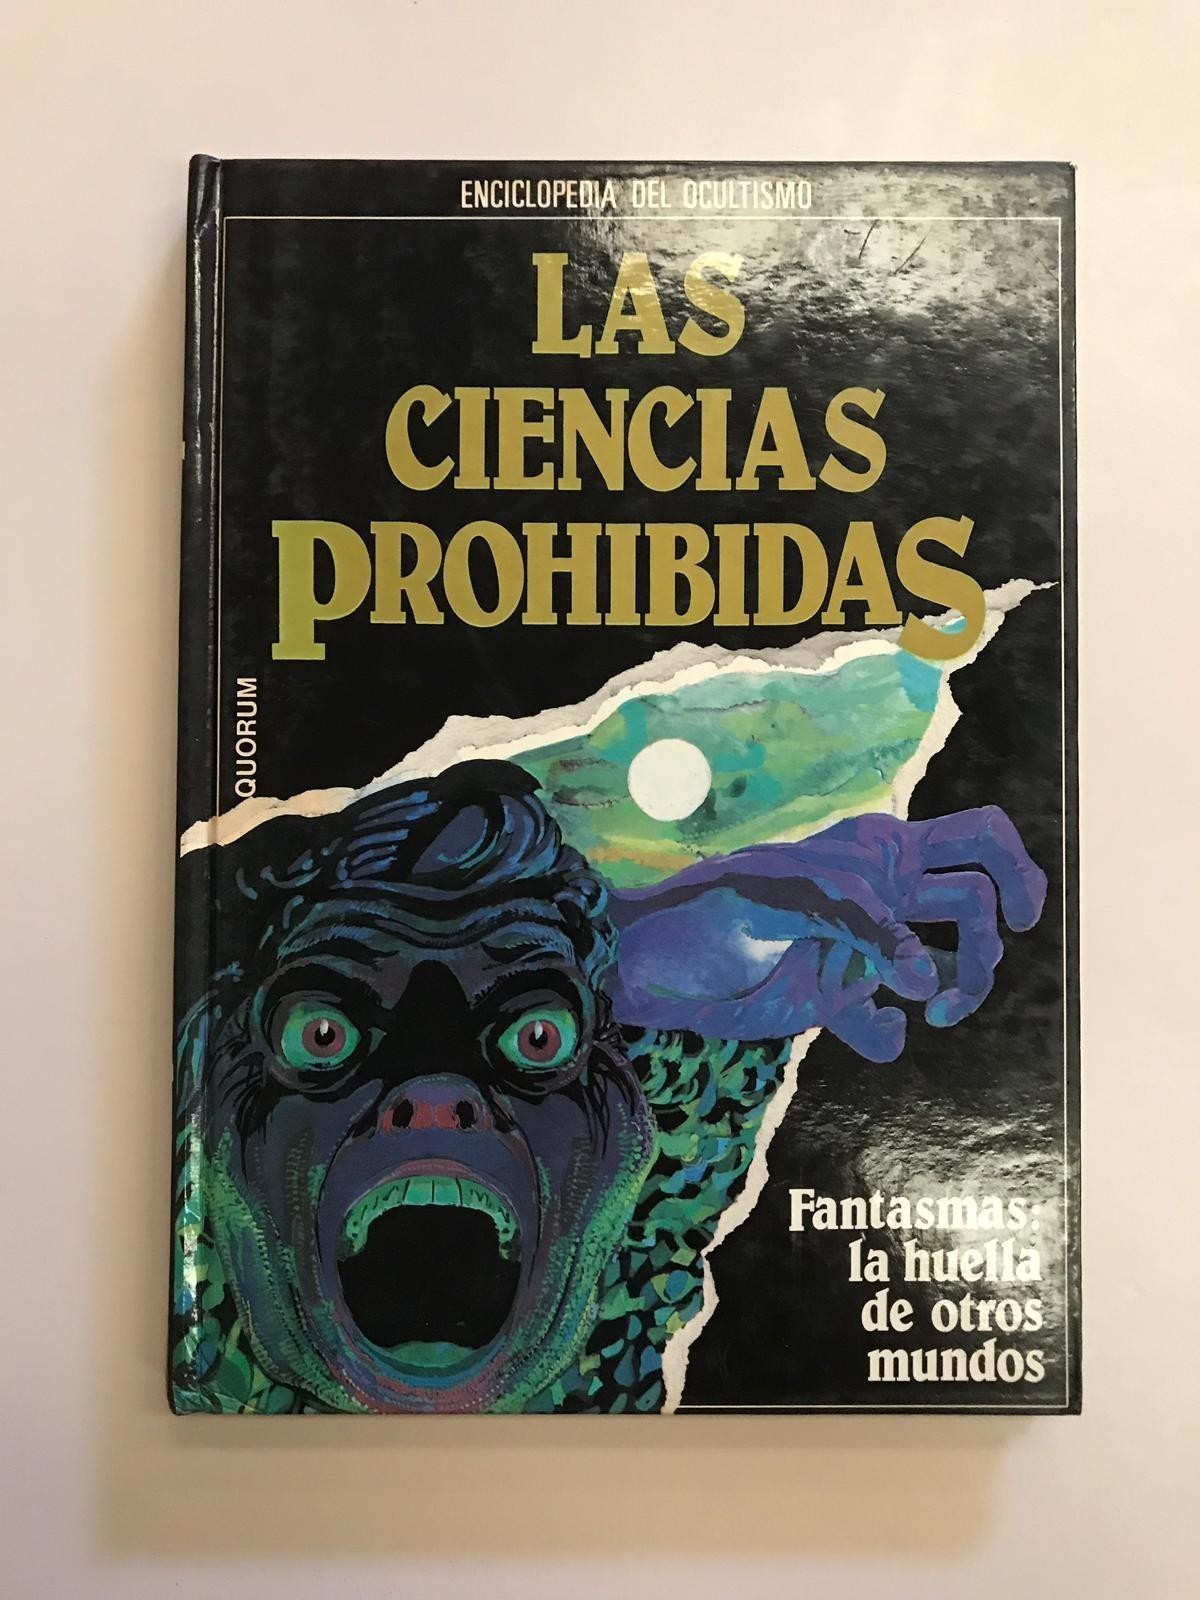 ENCICLOPEDIA DEL OCULTISMO
LAS
CIENCIAS
PROHIBIDAS
QUORUM
Fantasmas:
la huella
de otros
mundos